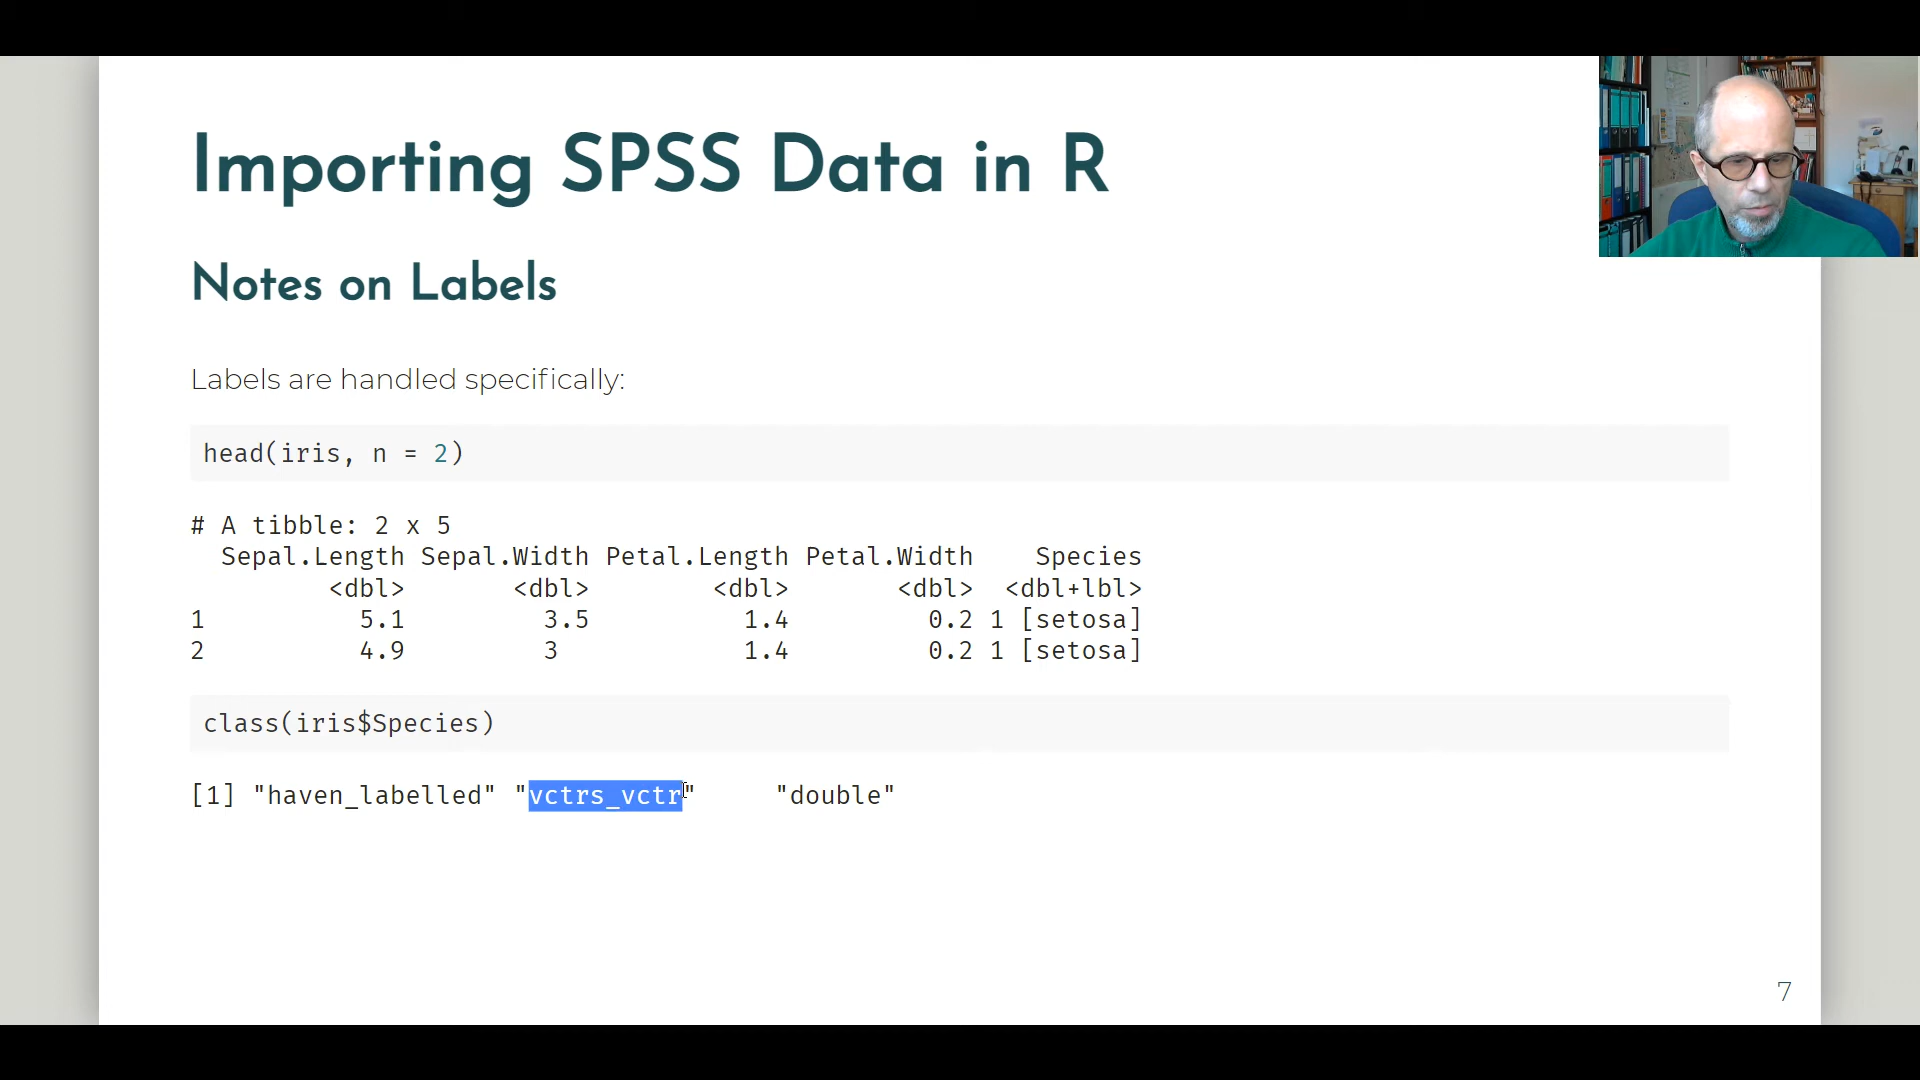 Importing SPSS Data in R
Notes on Labels
Labels are handled specifically:
head(iris, n = 2)
# A tibble: 2 x 5
  Sepal.Length Sepal.Width Petal.Length Petal.Width    Species
         <dbl>       <dbl>        <dbl>       <dbl>  <dbl+lbl>
1          5.1         3.5          1.4         0.2 1 [setosa]
2          4.9         3            1.4         0.2 1 [setosa]
class(iris$Species)
[1] "haven_labelled" "vctrs_vctr"     "double"
7